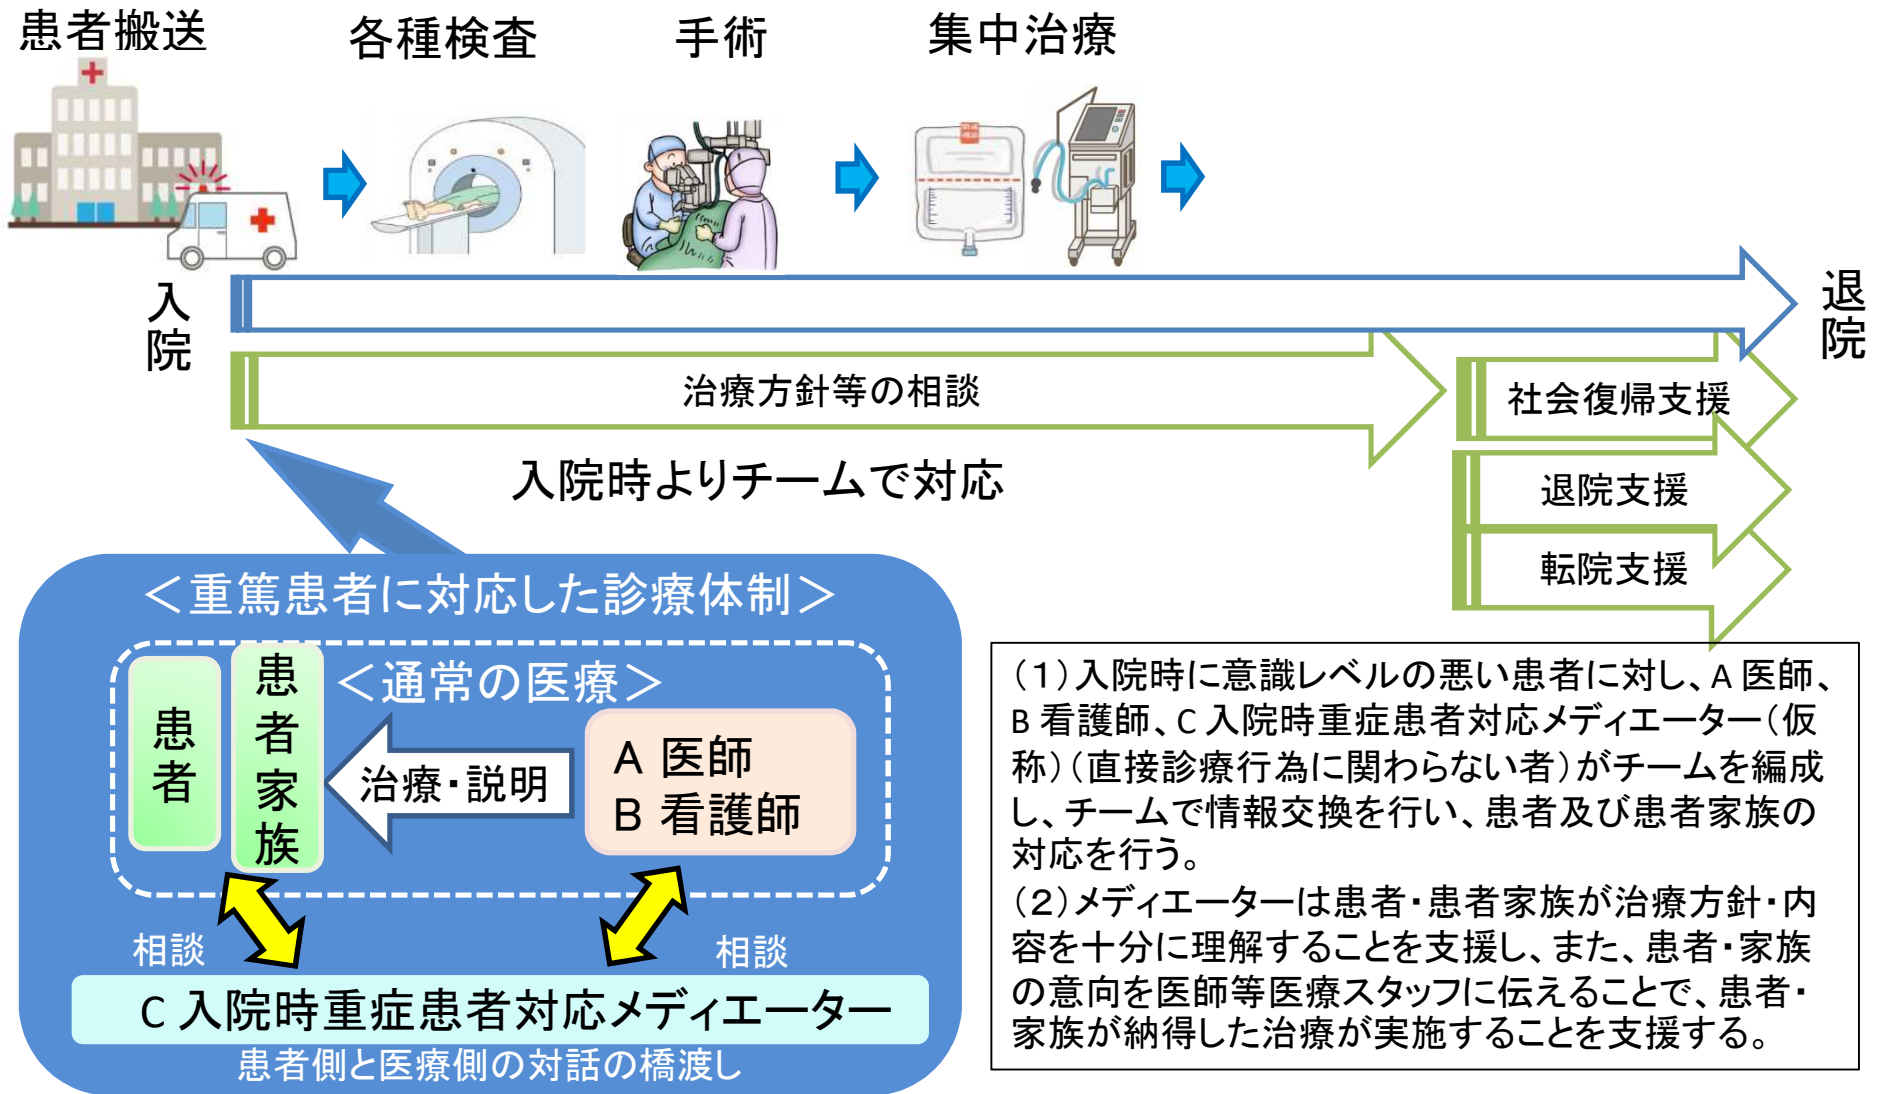 患者搬送
各種検査
手術
集中治療
入院
退院
治療方針等の相談
社会復帰支援
入院時よりチームで対応
退院支援
転院支援
＜重篤患者に対応した診療体制＞
＜通常の医療＞
患者
患者家族
治療・説明
A 医師
B 看護師
相談
相談
C 入院時重症患者対応メディエーター
患者側と医療側の対話の橋渡し
（１）入院時に意識レベルの悪い患者に対し、A 医師、
B 看護師、C 入院時重症患者対応メディエーター（仮
称）（直接診療行為に関わらない者）がチームを編成
し、チームで情報交換を行い、患者及び患者家族の
対応を行う。
（２）メディエーターは患者・患者家族が治療方針・内
容を十分に理解することを支援し、また、患者・家族
の意向を医師等医療スタッフに伝えることで、患者・
家族が納得した治療が実施することを支援する。